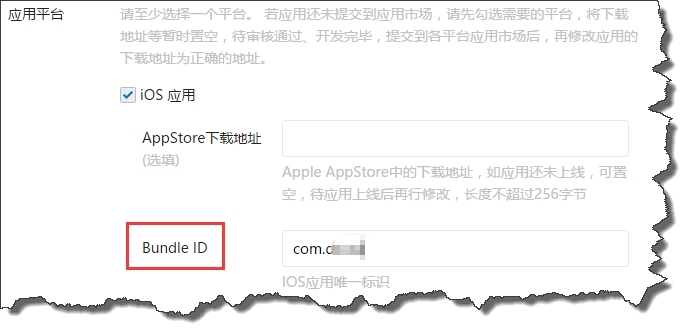 应用平台
请至少选择一个平台。 若应用还未提交到应用市场，请先勾选需要的平台，将下载
地址等暂时置空，待审核通过、开发完毕，提交到各平台应用市场后，再修改应用的
下载地址为正确的地址。
iOS 应用
AppStore下载地址
(选填)
Apple AppStore中的下载地址，如应用还未上线，可置
空，待应用上线后再行修改，长度不超过256字节
Bundle ID
com.
IOS应用唯一标识